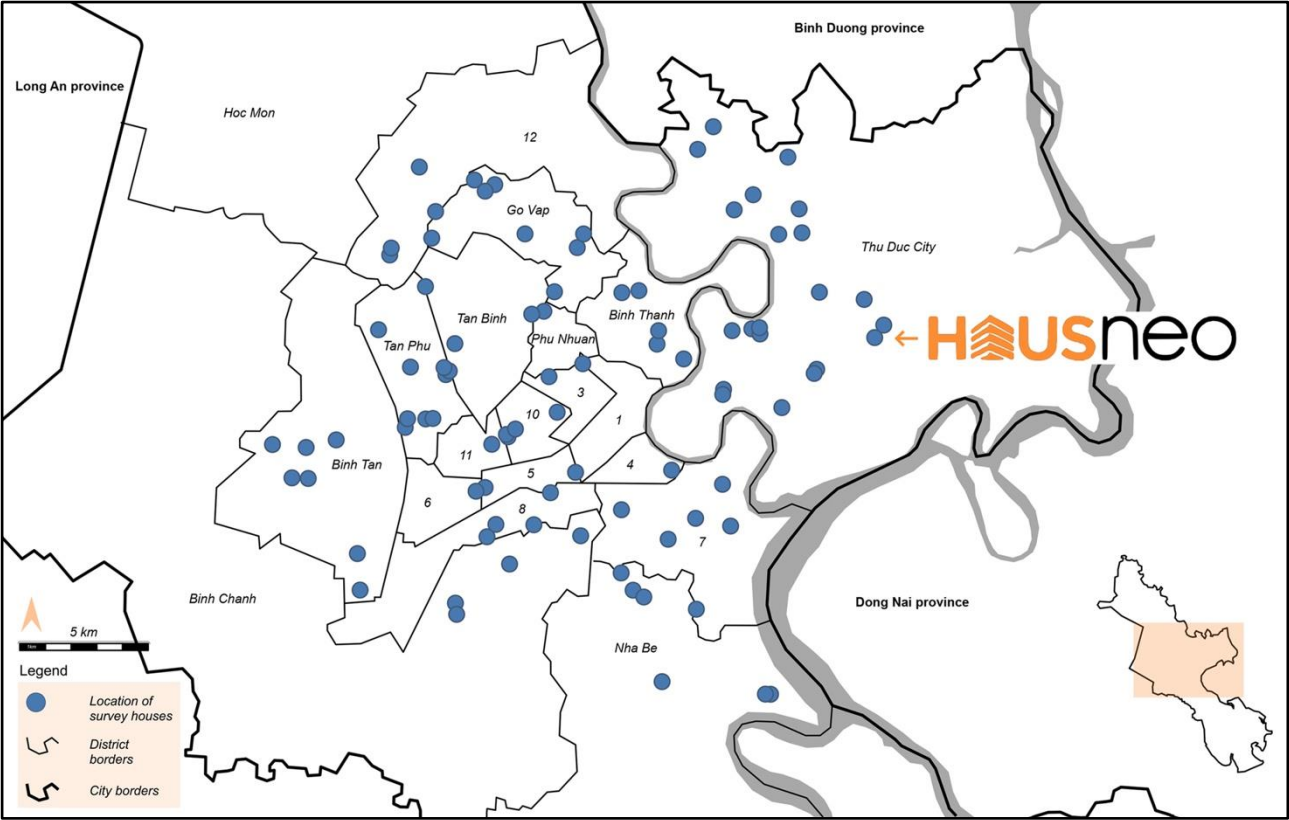 Binh Duong province
Long An province
Hoc Mon
12
Go Vap
Thu Duc City
Tan Binh
Binh Thanh
Phu Nhuan
Tan Phu
HAUSneo
3
10
1
11
Binh Tan
4
5
6
8
7
Binh Chanh
Dong Nai province
5 km
1km
Nha Be
Legend
Location of
survey houses
District
borders
City borders